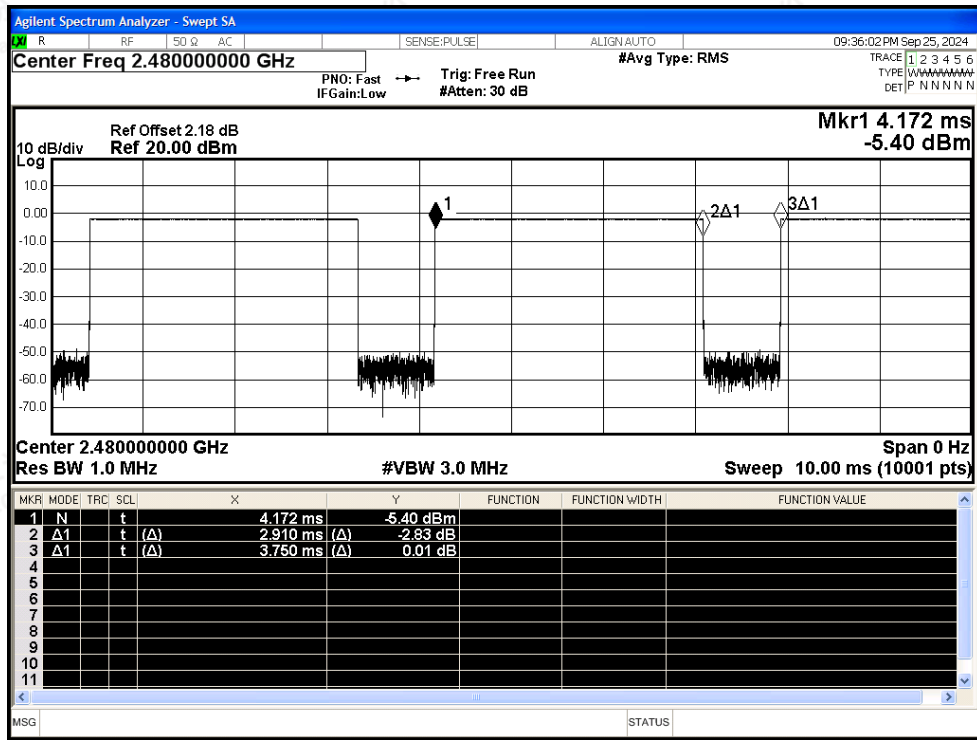 Agilent Spectrum Analyzer - Swept SA
LXI R RF 50 Ω AC SENSE:PULSE ALIGN AUTO 09:36:02 PM Sep 25, 2024
Center Freq 2.480000000 GHz
#Avg Type: RMS
TRACE 1 2 3 4 5 6
PNO: Fast
Trig: Free Run
TYPE
IFGain:Low
#Atten: 30 dB
DET P N N N N N
Mkr1 4.172 ms
-5.40 dBm
Ref Offset 2.18 dB
10 dB/div Ref 20.00 dBm
Log
10.0
0.00
-10.0
-20.0
-30.0
-40.0
-50.0
-60.0
-70.0
1
2Δ1
3Δ1
Center 2.480000000 GHz Span 0 Hz
Res BW 1.0 MHz #VBW 3.0 MHz Sweep 10.00 ms (10001 pts)
MKR MODE TRC SCL X Y FUNCTION FUNCTION WIDTH FUNCTION VALUE
1 N t 4.172 ms -5.40 dBm
2 Δ1 t (Δ) 2.910 ms (Δ) -2.83 dB
3 Δ1 t (Δ) 3.750 ms (Δ) 0.01 dB
4
5
6
7
8
9
10
11
MSG STATUS